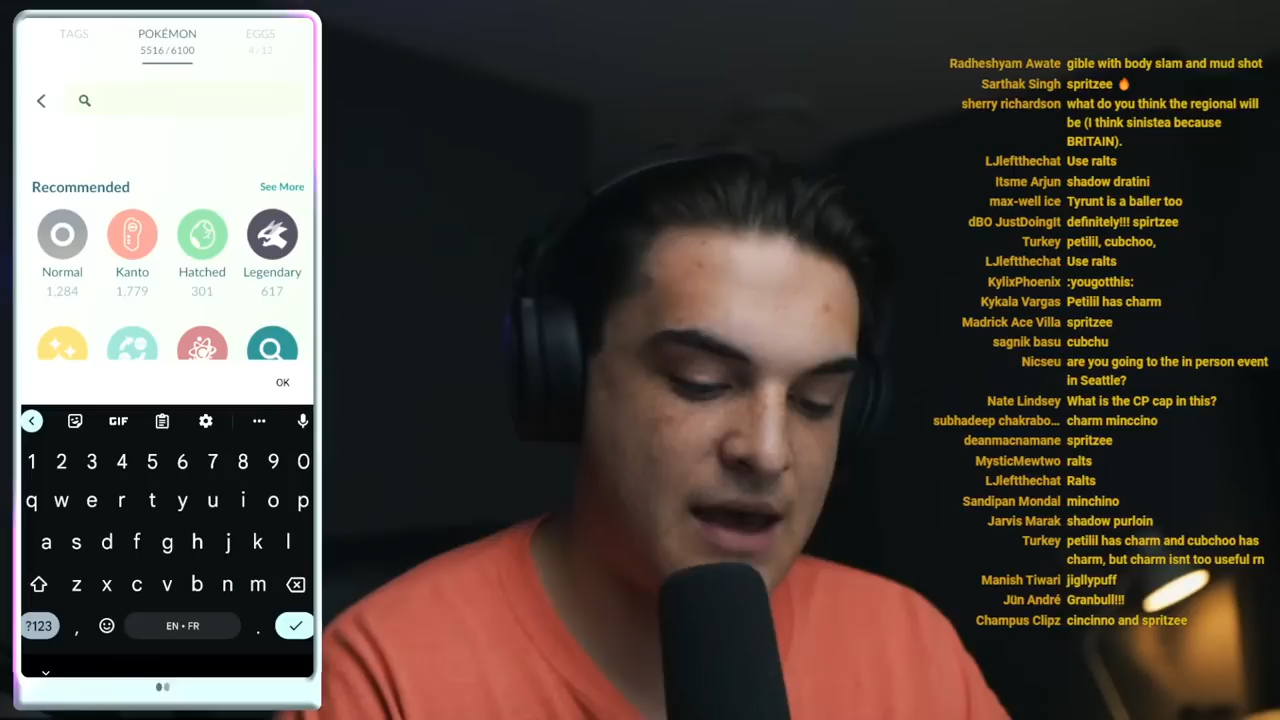 TAGS
POKÉMON
EGGS
5516/6100
4/12
Recommended
See More
Normal
Kanto
Hatched
Legendary
1,284
1,779
301
617
OK
GIF
1 2 3 4 5 6 7 8 9 0
q w e r t y u i o p
a s d f g h j k l
z x c v b n m
?123 , EN • FR .
Radheshyam Awate gible with body slam and mud shot
Sarthak Singh spritzee 🔥
sherry richardson what do you think the regional will
be (I think sinistea because
BRITAIN).
LJleftthechat Use ralts
Itsme Arjun shadow dratini
max-well ice Tyrunt is a baller too
dBO JustDoingIt definitely!!! spirtzee
Turkey petilil, cubchoo,
LJleftthechat Use ralts
KylixPhoenix :yougotthis:
Kykala Vargas Petilil has charm
Madrick Ace Villa spritzee
sagnik basu cubchu
Nicseu are you going to the in person event
in Seattle?
Nate Lindsey What is the CP cap in this?
subhadeep chakrabo... charm minccino
deanmacnamane spritzee
MysticMewtwo ralts
LJleftthechat Ralts
Sandipan Mondal minchino
Jarvis Marak shadow purloin
Turkey petilil has charm and cubchoo has
charm, but charm isnt too useful rn
Manish Tiwari jigllypuff
Jün André Granbull!!!
Champus Clipz cincinno and spritzee